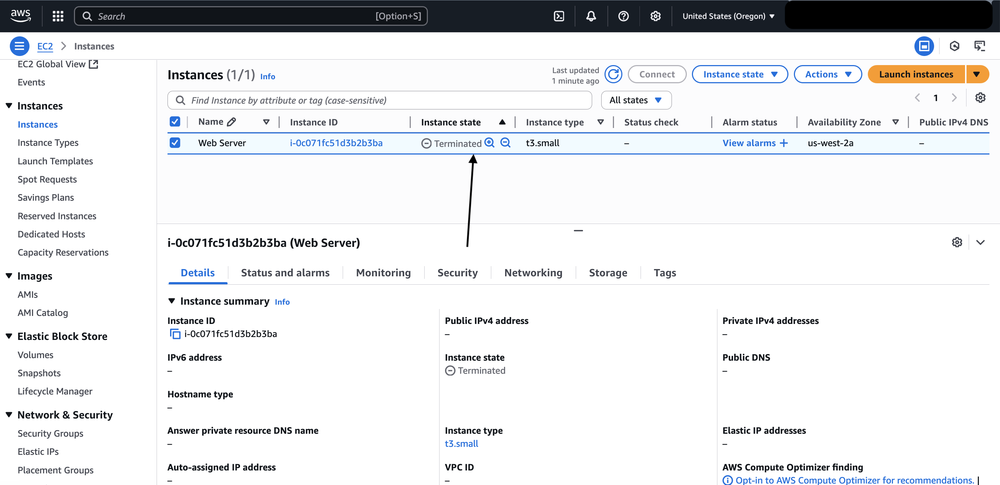 aws
Search [Option+S]
United States (Oregon)
EC2 Instances
EC2 Global View
Events
Instances
Instances
Instance Types
Launch Templates
Spot Requests
Savings Plans
Reserved Instances
Dedicated Hosts
Capacity Reservations
Images
AMIs
AMI Catalog
Elastic Block Store
Volumes
Snapshots
Lifecycle Manager
Network & Security
Security Groups
Elastic IPs
Placement Groups
Instances (1/1) Info
Last updated
1 minute ago
Connect Instance state Actions Launch instances
Find Instance by attribute or tag (case-sensitive) All states 1
Name Instance ID Instance state Instance type Status check Alarm status Availability Zone Public IPv4 DNS
Web Server i-0c071fc51d3b2b3ba Terminated t3.small – View alarms + us-west-2a –
i-0c071fc51d3b2b3ba (Web Server)
Details Status and alarms Monitoring Security Networking Storage Tags
Instance summary Info
Instance ID
i-0c071fc51d3b2b3ba
IPv6 address
–
Hostname type
–
Answer private resource DNS name
–
Auto-assigned IP address
–
Public IPv4 address
–
Instance state
Terminated
Instance type
t3.small
VPC ID
–
Private IPv4 addresses
–
Public DNS
–
Elastic IP addresses
–
AWS Compute Optimizer finding
Opt-in to AWS Compute Optimizer for recommendations. |